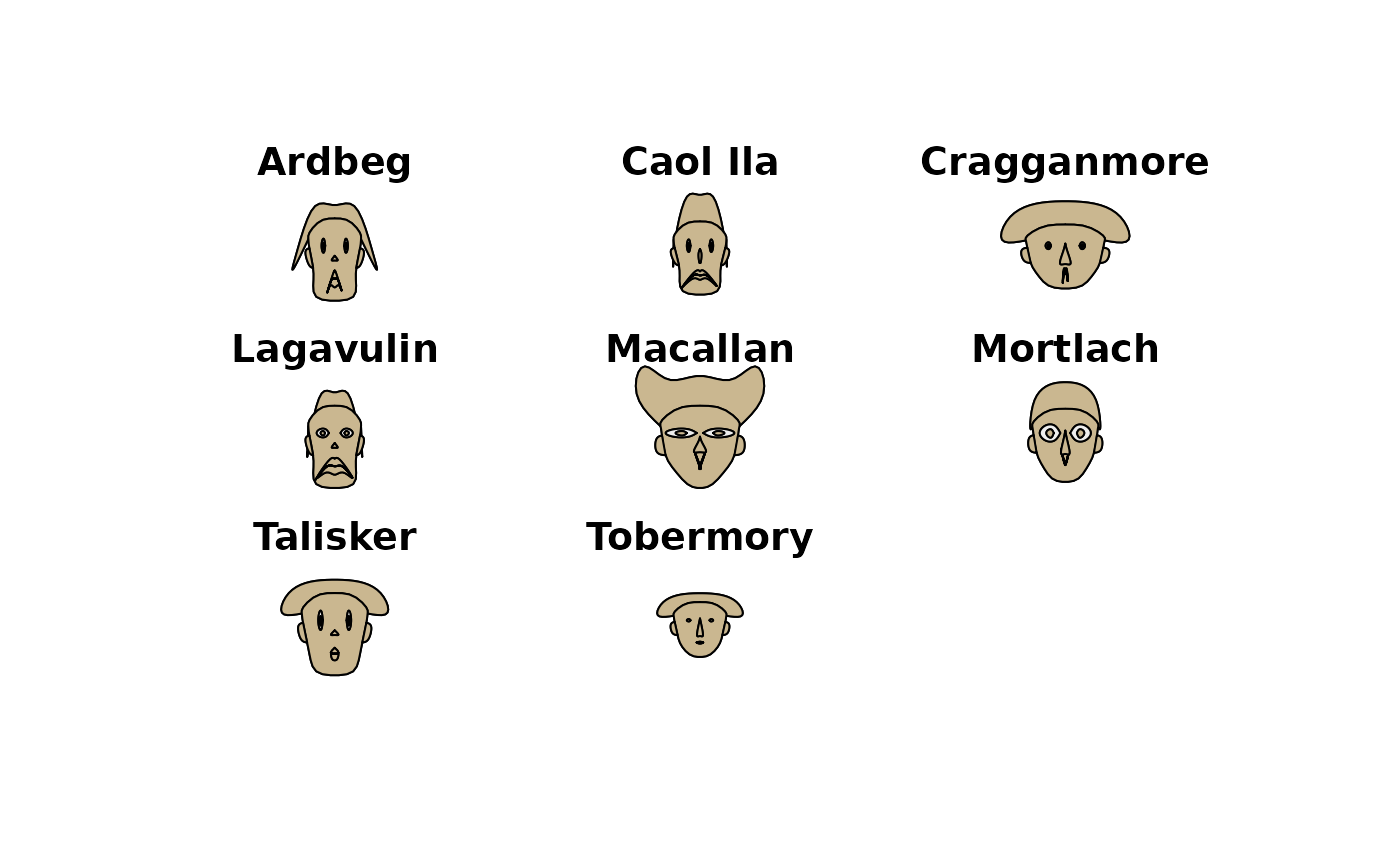 Ardbeg
Caol Ila
Cragganmore
Lagavulin
Macallan
Mortlach
Talisker
Tobermory